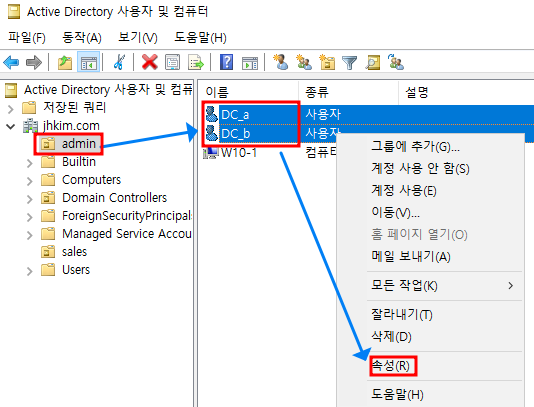 Active Directory 사용자 및 컴퓨터
파일(F) 동작(A) 보기(V) 도움말(H)
Active Directory 사용자 및 컴퓨
저장된 쿼리
jhkim.com
admin
Builtin
Computers
Domain Controllers
ForeignSecurityPrincipals
Managed Service Accou
sales
Users
이름 종류 설명
DC_a 사용자
DC_b 사용자
W10-1 컴퓨터
그룹에 추가(G)...
계정 사용 안 함(S)
계정 사용(E)
이동(V)...
홈 페이지 열기(O)
메일 보내기(A)
모든 작업(K)
잘라내기(T)
삭제(D)
속성(R)
도움말(H)